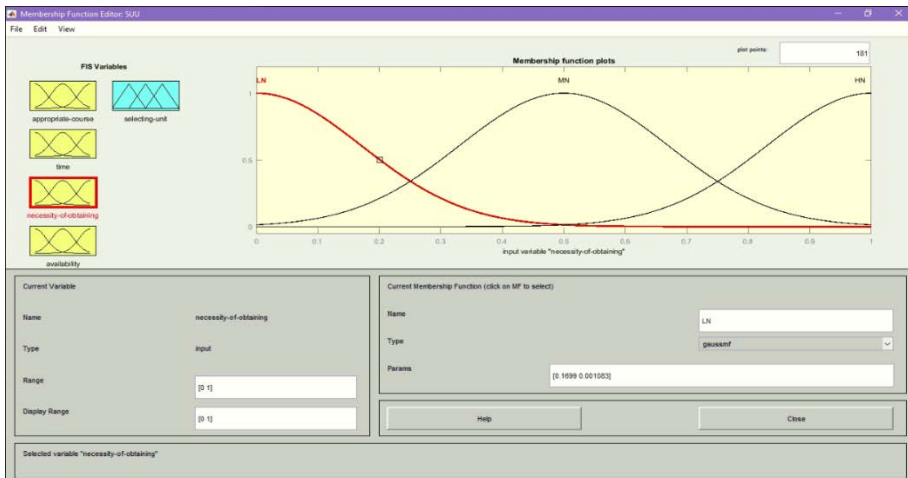 Membership Function Editor: SUU
File Edit View
FIS Variables
appropriate-course
selecting-unit
time
necessity-of-obtaining
availability
plot points:
181
Membership function plots
LN
MN
HN
1
0.5
0
0 0.1 0.2 0.3 0.4 0.5 0.6 0.7 0.8 0.9 1
input variable "necessity-of-obtaining"
Current Variable
Name necessity-of-obtaining
Type input
Range [0 1]
Display Range [0 1]
Current Membership Function (click on MF to select)
Name LN
Type gaussmf
Params [0.1699 0.001083]
Help
Close
Selected variable "necessity-of-obtaining"